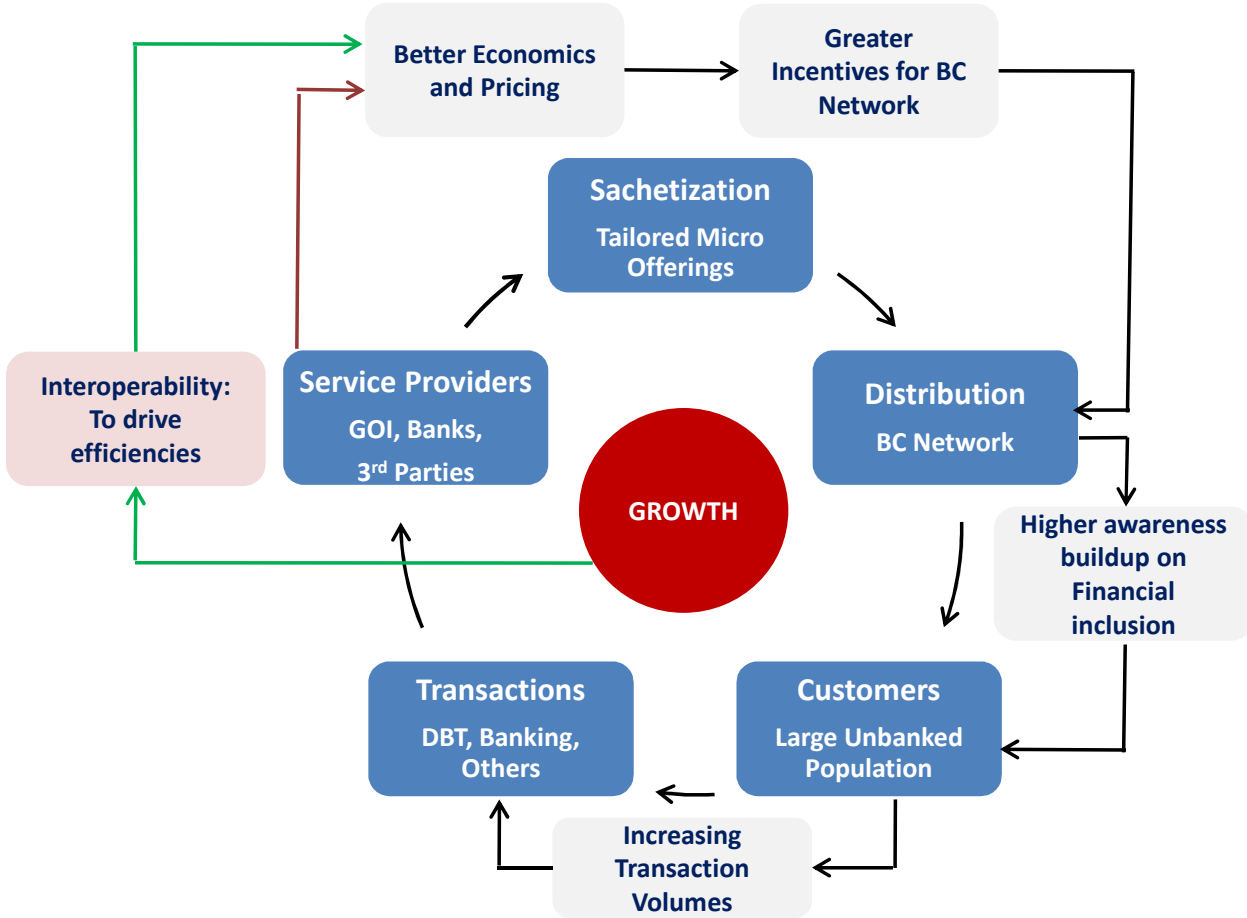 Better Economics
and Pricing
Greater
Incentives for BC
Network
Sachetization
Tailored Micro
Offerings
Interoperability:
To drive
efficiencies
Service Providers
GOI, Banks,
3rd Parties
Distribution
BC Network
GROWTH
Higher awareness
buildup on
Financial
inclusion
Transactions
DBT, Banking,
Others
Customers
Large Unbanked
Population
Increasing
Transaction
Volumes